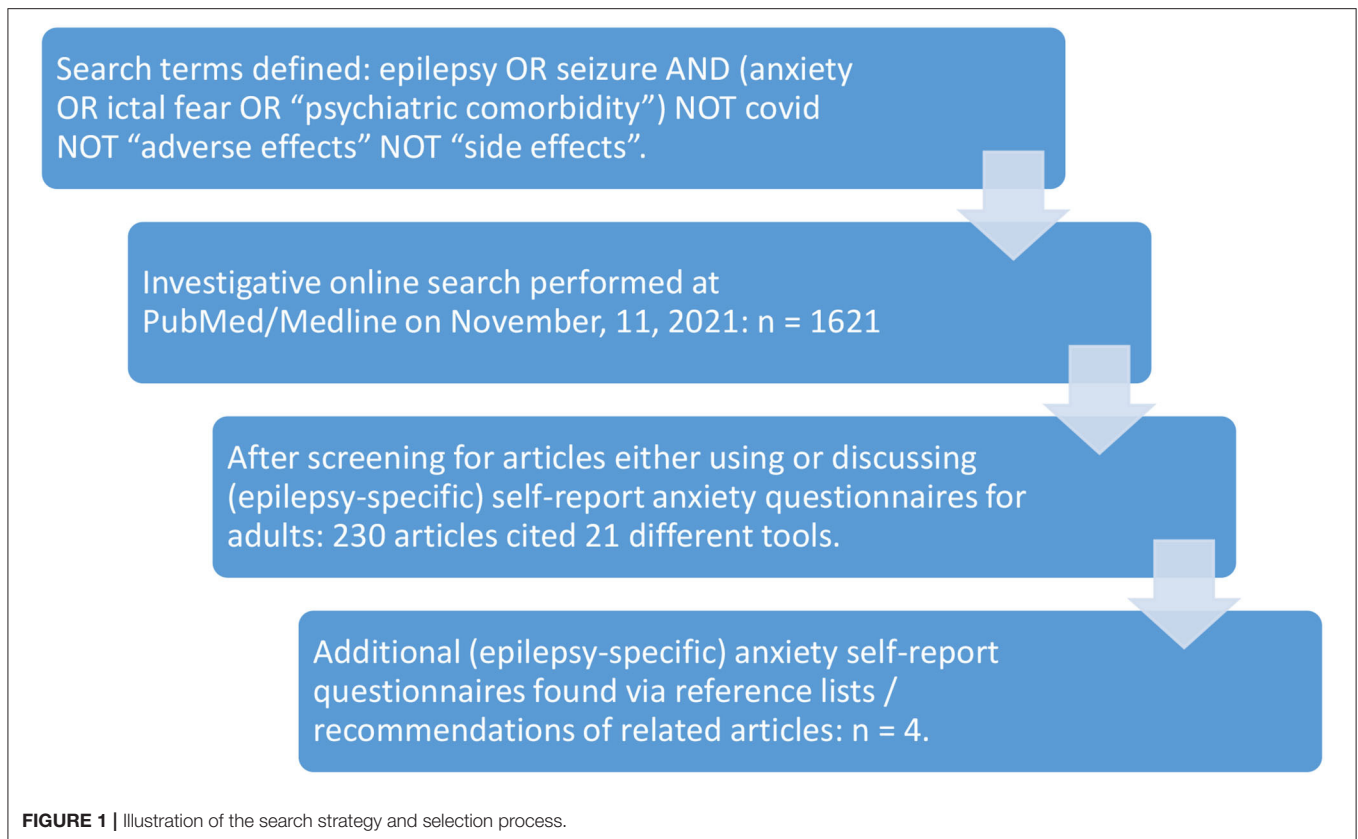 Search terms defined: epilepsy OR seizure AND (anxiety
OR ictal fear OR “psychiatric comorbidity”) NOT covid
NOT “adverse effects” NOT “side effects”.
Investigative online search performed at
PubMed/Medline on November, 11, 2021: n = 1621
After screening for articles either using or discussing
(epilepsy-specific) self-report anxiety questionnaires for
adults: 230 articles cited 21 different tools.
Additional (epilepsy-specific) anxiety self-report
questionnaires found via reference lists /
recommendations of related articles: n = 4.
FIGURE 1 | Illustration of the search strategy and selection process.